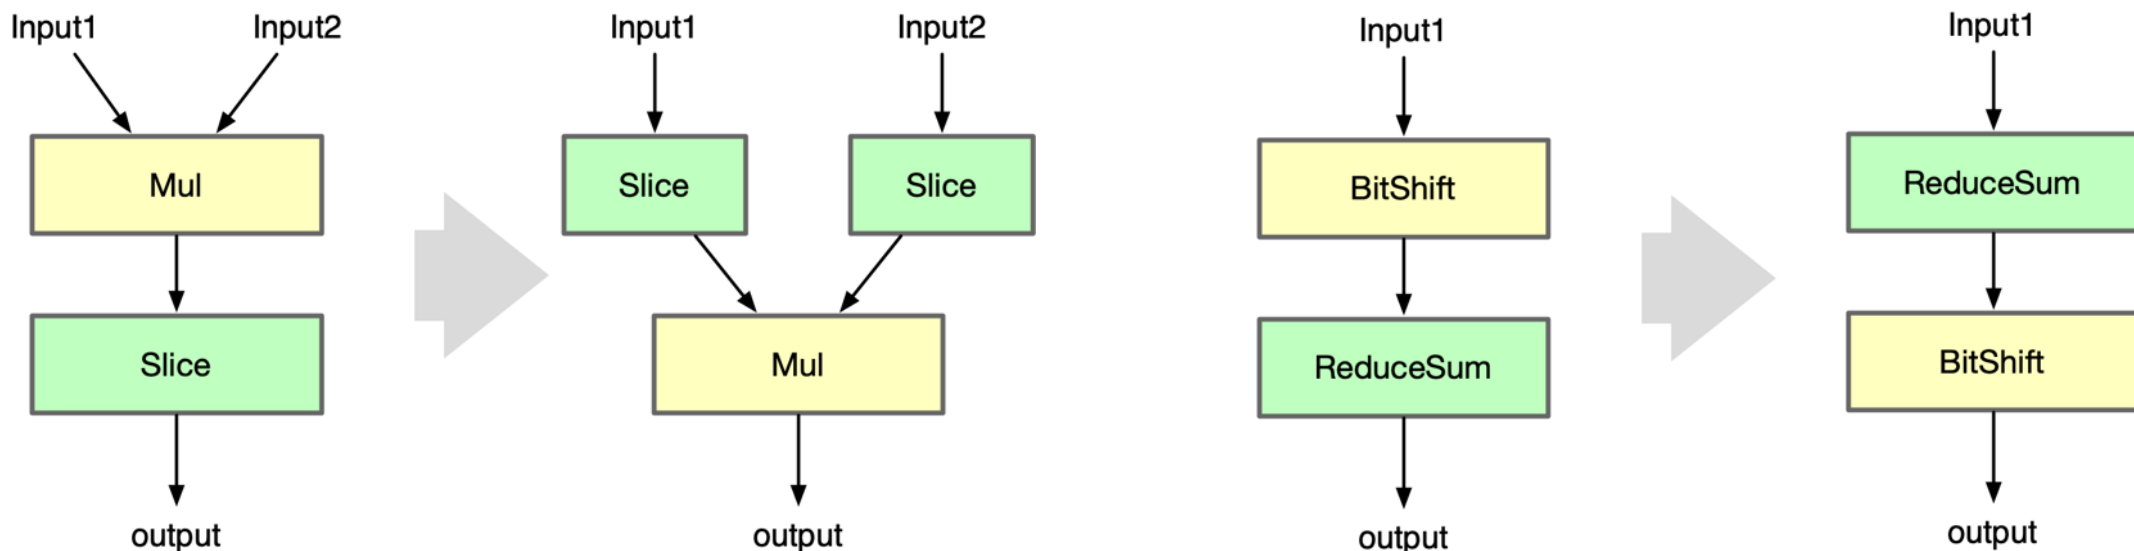 Input1
Input2
Mul
Slice
output
Input1
Input2
Slice
Slice
Mul
output
Input1
BitShift
ReduceSum
output
Input1
ReduceSum
BitShift
output